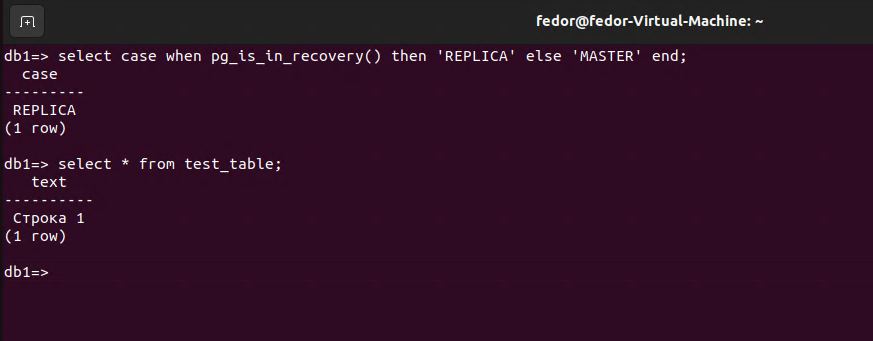 fedor@fedor-Virtual-Machine: ~
db1=> select case when pg_is_in_recovery() then 'REPLICA' else 'MASTER' end;
  case
---------
 REPLICA
(1 row)
db1=> select * from test_table;
   text
----------
 Строка 1
(1 row)
db1=>